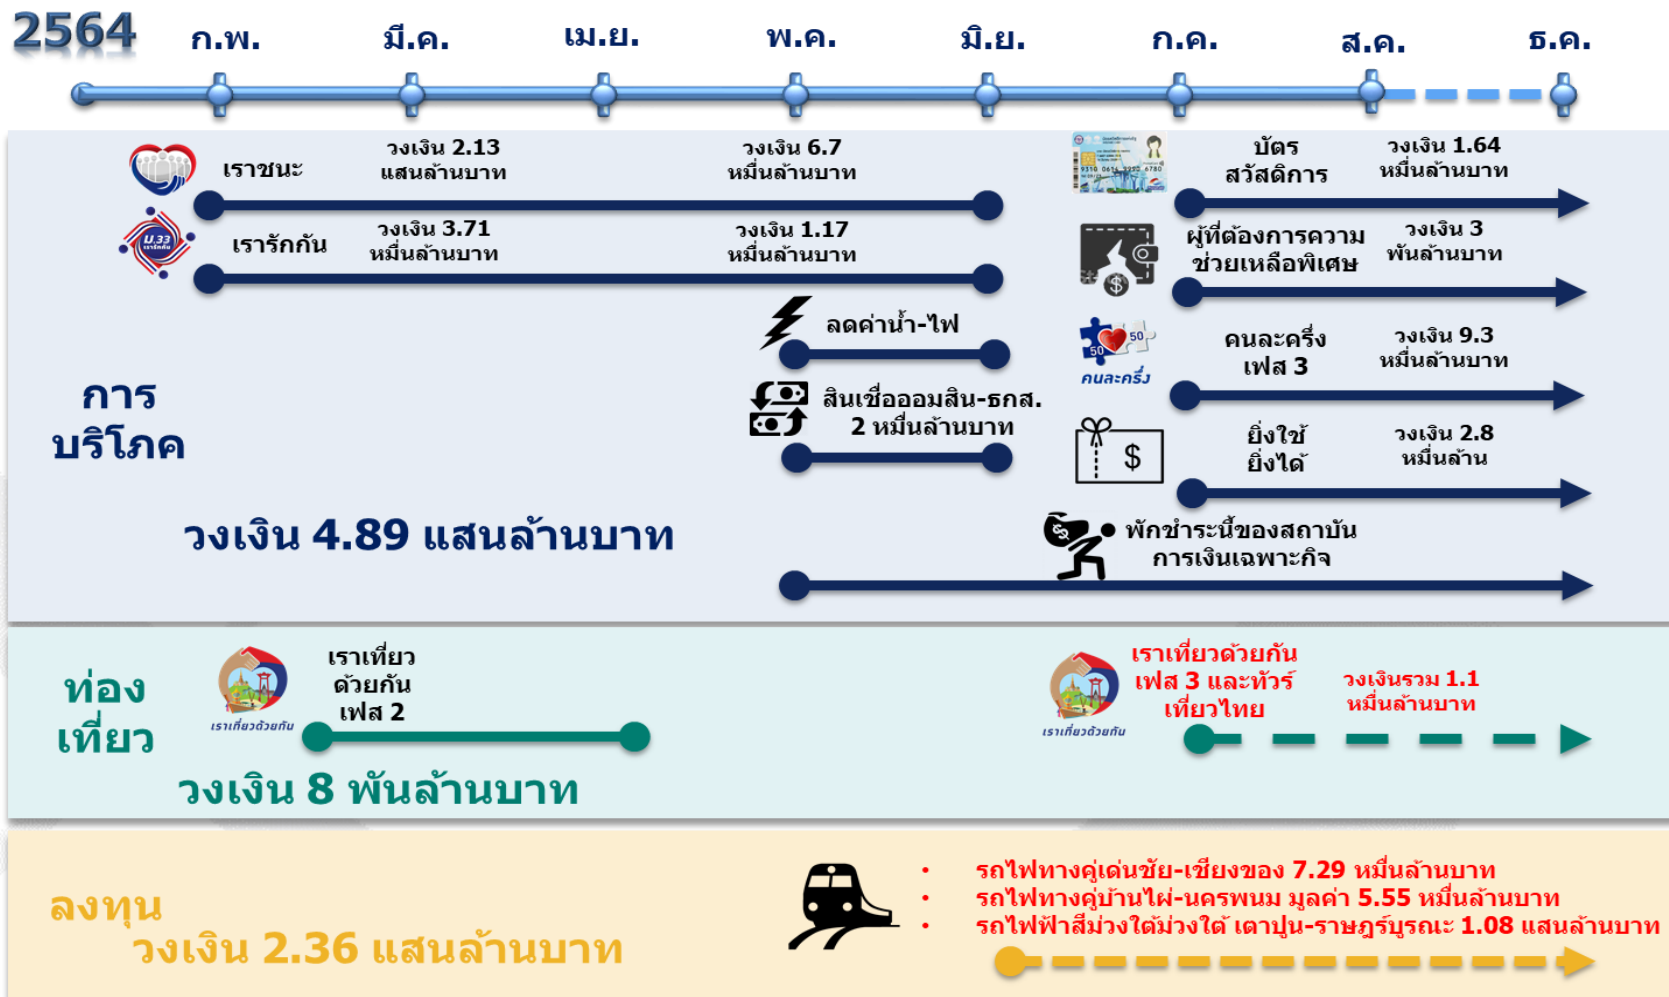 2564
ก.พ.
มี.ค.
เม.ย.
พ.ค.
มิ.ย.
ก.ค.
ส.ค.
ธ.ค.
เราชนะ
วงเงิน 2.13
แสนล้านบาท
วงเงิน 6.7
หมื่นล้านบาท
ม.33
เรารักกัน
เรารักกัน
วงเงิน 3.71
หมื่นล้านบาท
วงเงิน 1.17
หมื่นล้านบาท
ลดค่าน้ำ-ไฟ
สินเชื่อออมสิน-ธกส.
2 หมื่นล้านบาท
บัตร
สวัสดิการ
วงเงิน 1.64
หมื่นล้านบาท
ผู้ที่ต้องการความ
ช่วยเหลือพิเศษ
วงเงิน 3
พันล้านบาท
50 50
คนละครึ่ง
คนละครึ่ง
เฟส 3
วงเงิน 9.3
หมื่นล้านบาท
$
ยิ่งใช้
ยิ่งได้
วงเงิน 2.8
หมื่นล้าน
พักชำระนี้ของสถาบัน
การเงินเฉพาะกิจ
การ
บริโภค
วงเงิน 4.89 แสนล้านบาท
ท่อง
เที่ยว
เราเที่ยวด้วยกัน
เราเที่ยว
ด้วยกัน
เฟส 2
วงเงิน 8 พันล้านบาท
เราเที่ยวด้วยกัน
เราเที่ยวด้วยกัน
เฟส 3 และทัวร์
เที่ยวไทย
วงเงินรวม 1.1
หมื่นล้านบาท
ลงทุน
วงเงิน 2.36 แสนล้านบาท
• รถไฟทางคู่เด่นชัย-เชียงของ 7.29 หมื่นล้านบาท
• รถไฟทางคู่บ้านไผ่-นครพนม มูลค่า 5.55 หมื่นล้านบาท
• รถไฟฟ้าสีม่วงใต้ม่วงใต้ เตาปูน-ราษฎร์บูรณะ 1.08 แสนล้านบาท